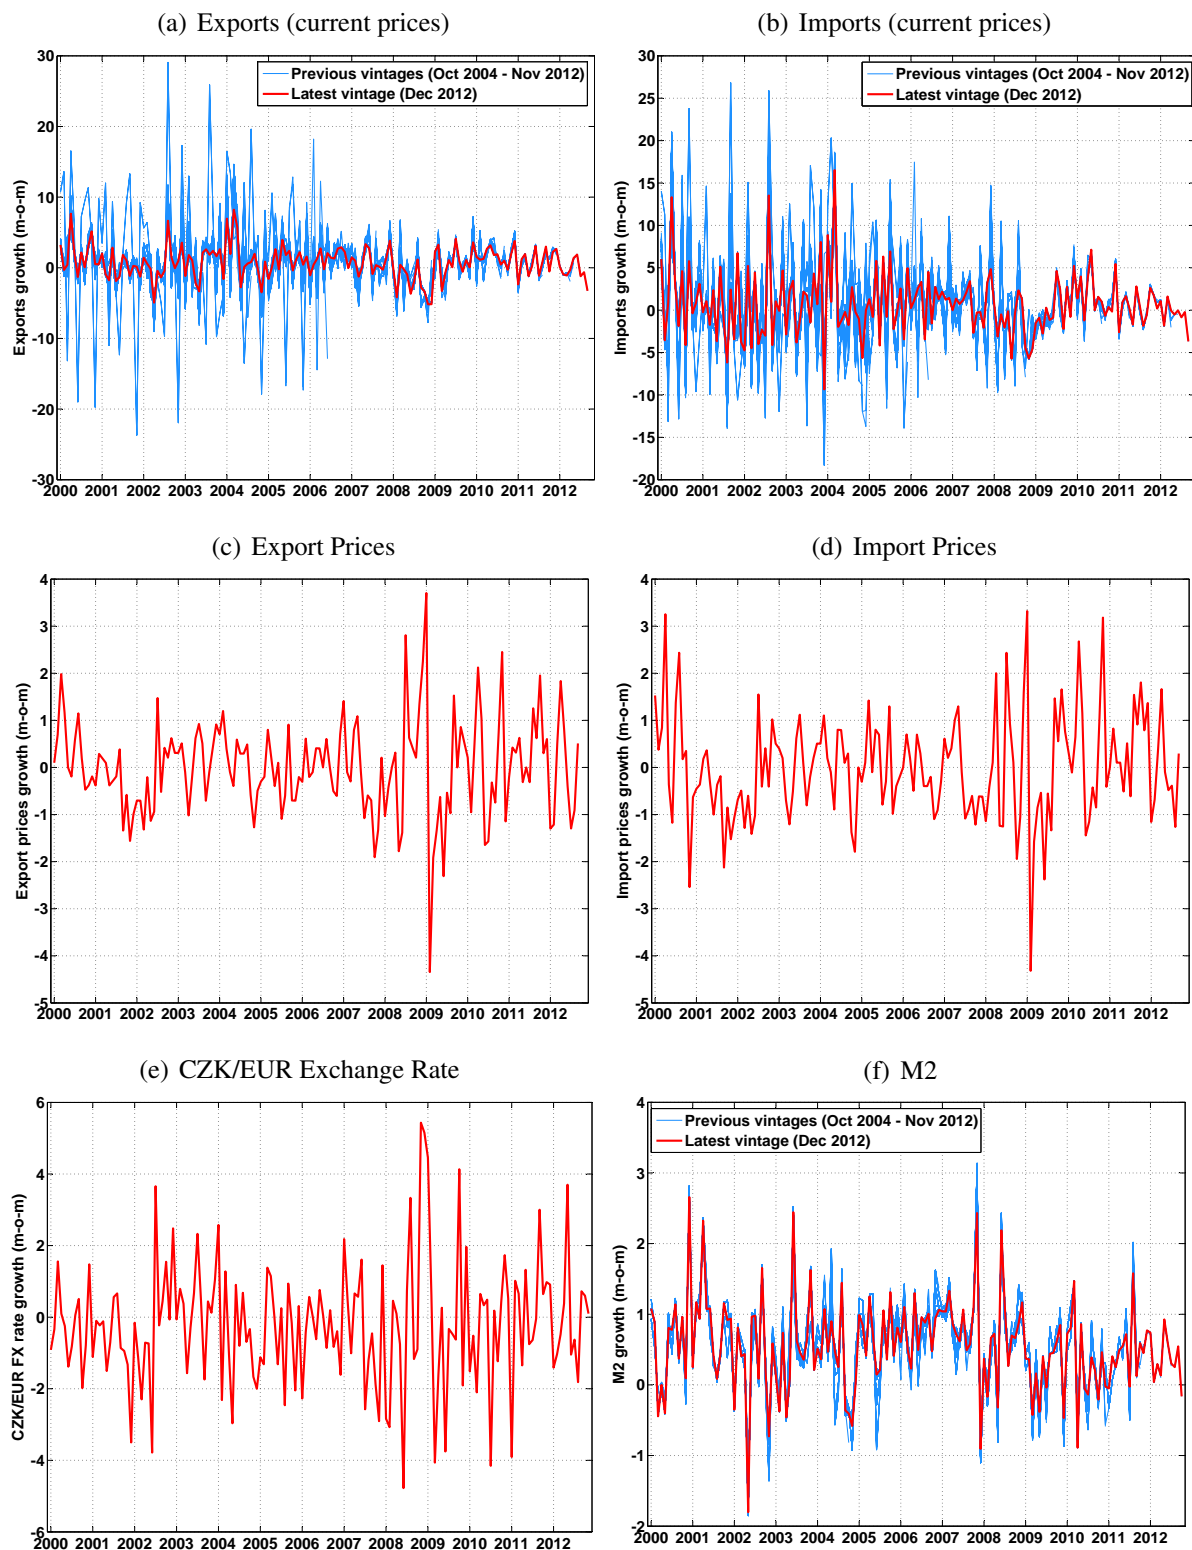 (a) Exports (current prices)
30
20
10
0
-10
-20
-30
Exports growth (m-o-m)
Previous vintages (Oct 2004 - Nov 2012)
Latest vintage (Dec 2012)
2000 2001 2002 2003 2004 2005 2006 2007 2008 2009 2010 2011 2012
(b) Imports (current prices)
30
25
20
15
10
5
0
-5
-10
-15
-20
Imports growth (m-o-m)
Previous vintages (Oct 2004 - Nov 2012)
Latest vintage (Dec 2012)
2000 2001 2002 2003 2004 2005 2006 2007 2008 2009 2010 2011 2012
(c) Export Prices
4
3
2
1
0
-1
-2
-3
-4
-5
Export prices growth (m-o-m)
2000 2001 2002 2003 2004 2005 2006 2007 2008 2009 2010 2011 2012
(d) Import Prices
4
3
2
1
0
-1
-2
-3
-4
-5
Import prices growth (m-o-m)
2000 2001 2002 2003 2004 2005 2006 2007 2008 2009 2010 2011 2012
(e) CZK/EUR Exchange Rate
6
4
2
0
-2
-4
-6
CZK/EUR FX rate growth (m-o-m)
2000 2001 2002 2003 2004 2005 2006 2007 2008 2009 2010 2011 2012
(f) M2
4
3
2
1
0
-1
-2
M2 growth (m-o-m)
Previous vintages (Oct 2004 - Nov 2012)
Latest vintage (Dec 2012)
2000 2001 2002 2003 2004 2005 2006 2007 2008 2009 2010 2011 2012